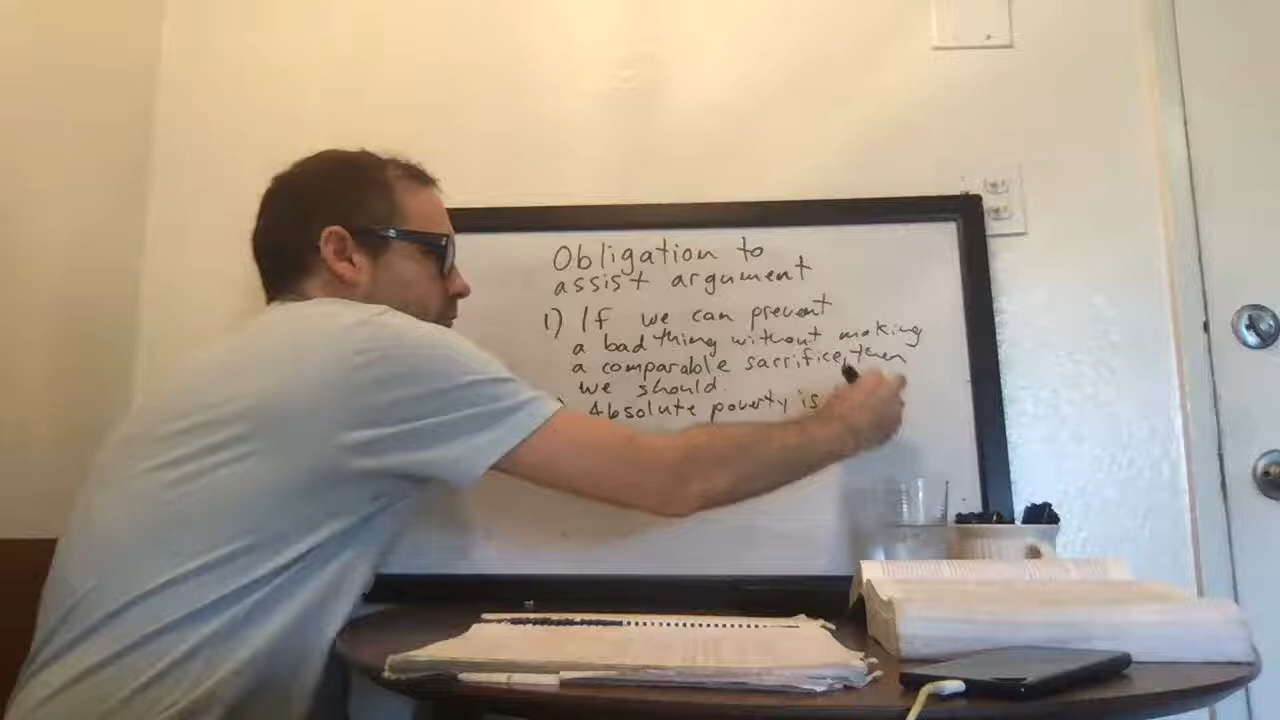 Obligation to
assist argument
1) If we can prevent
a bad thing without making
a comparable sacrifice, then
we should.
Absolute poverty is